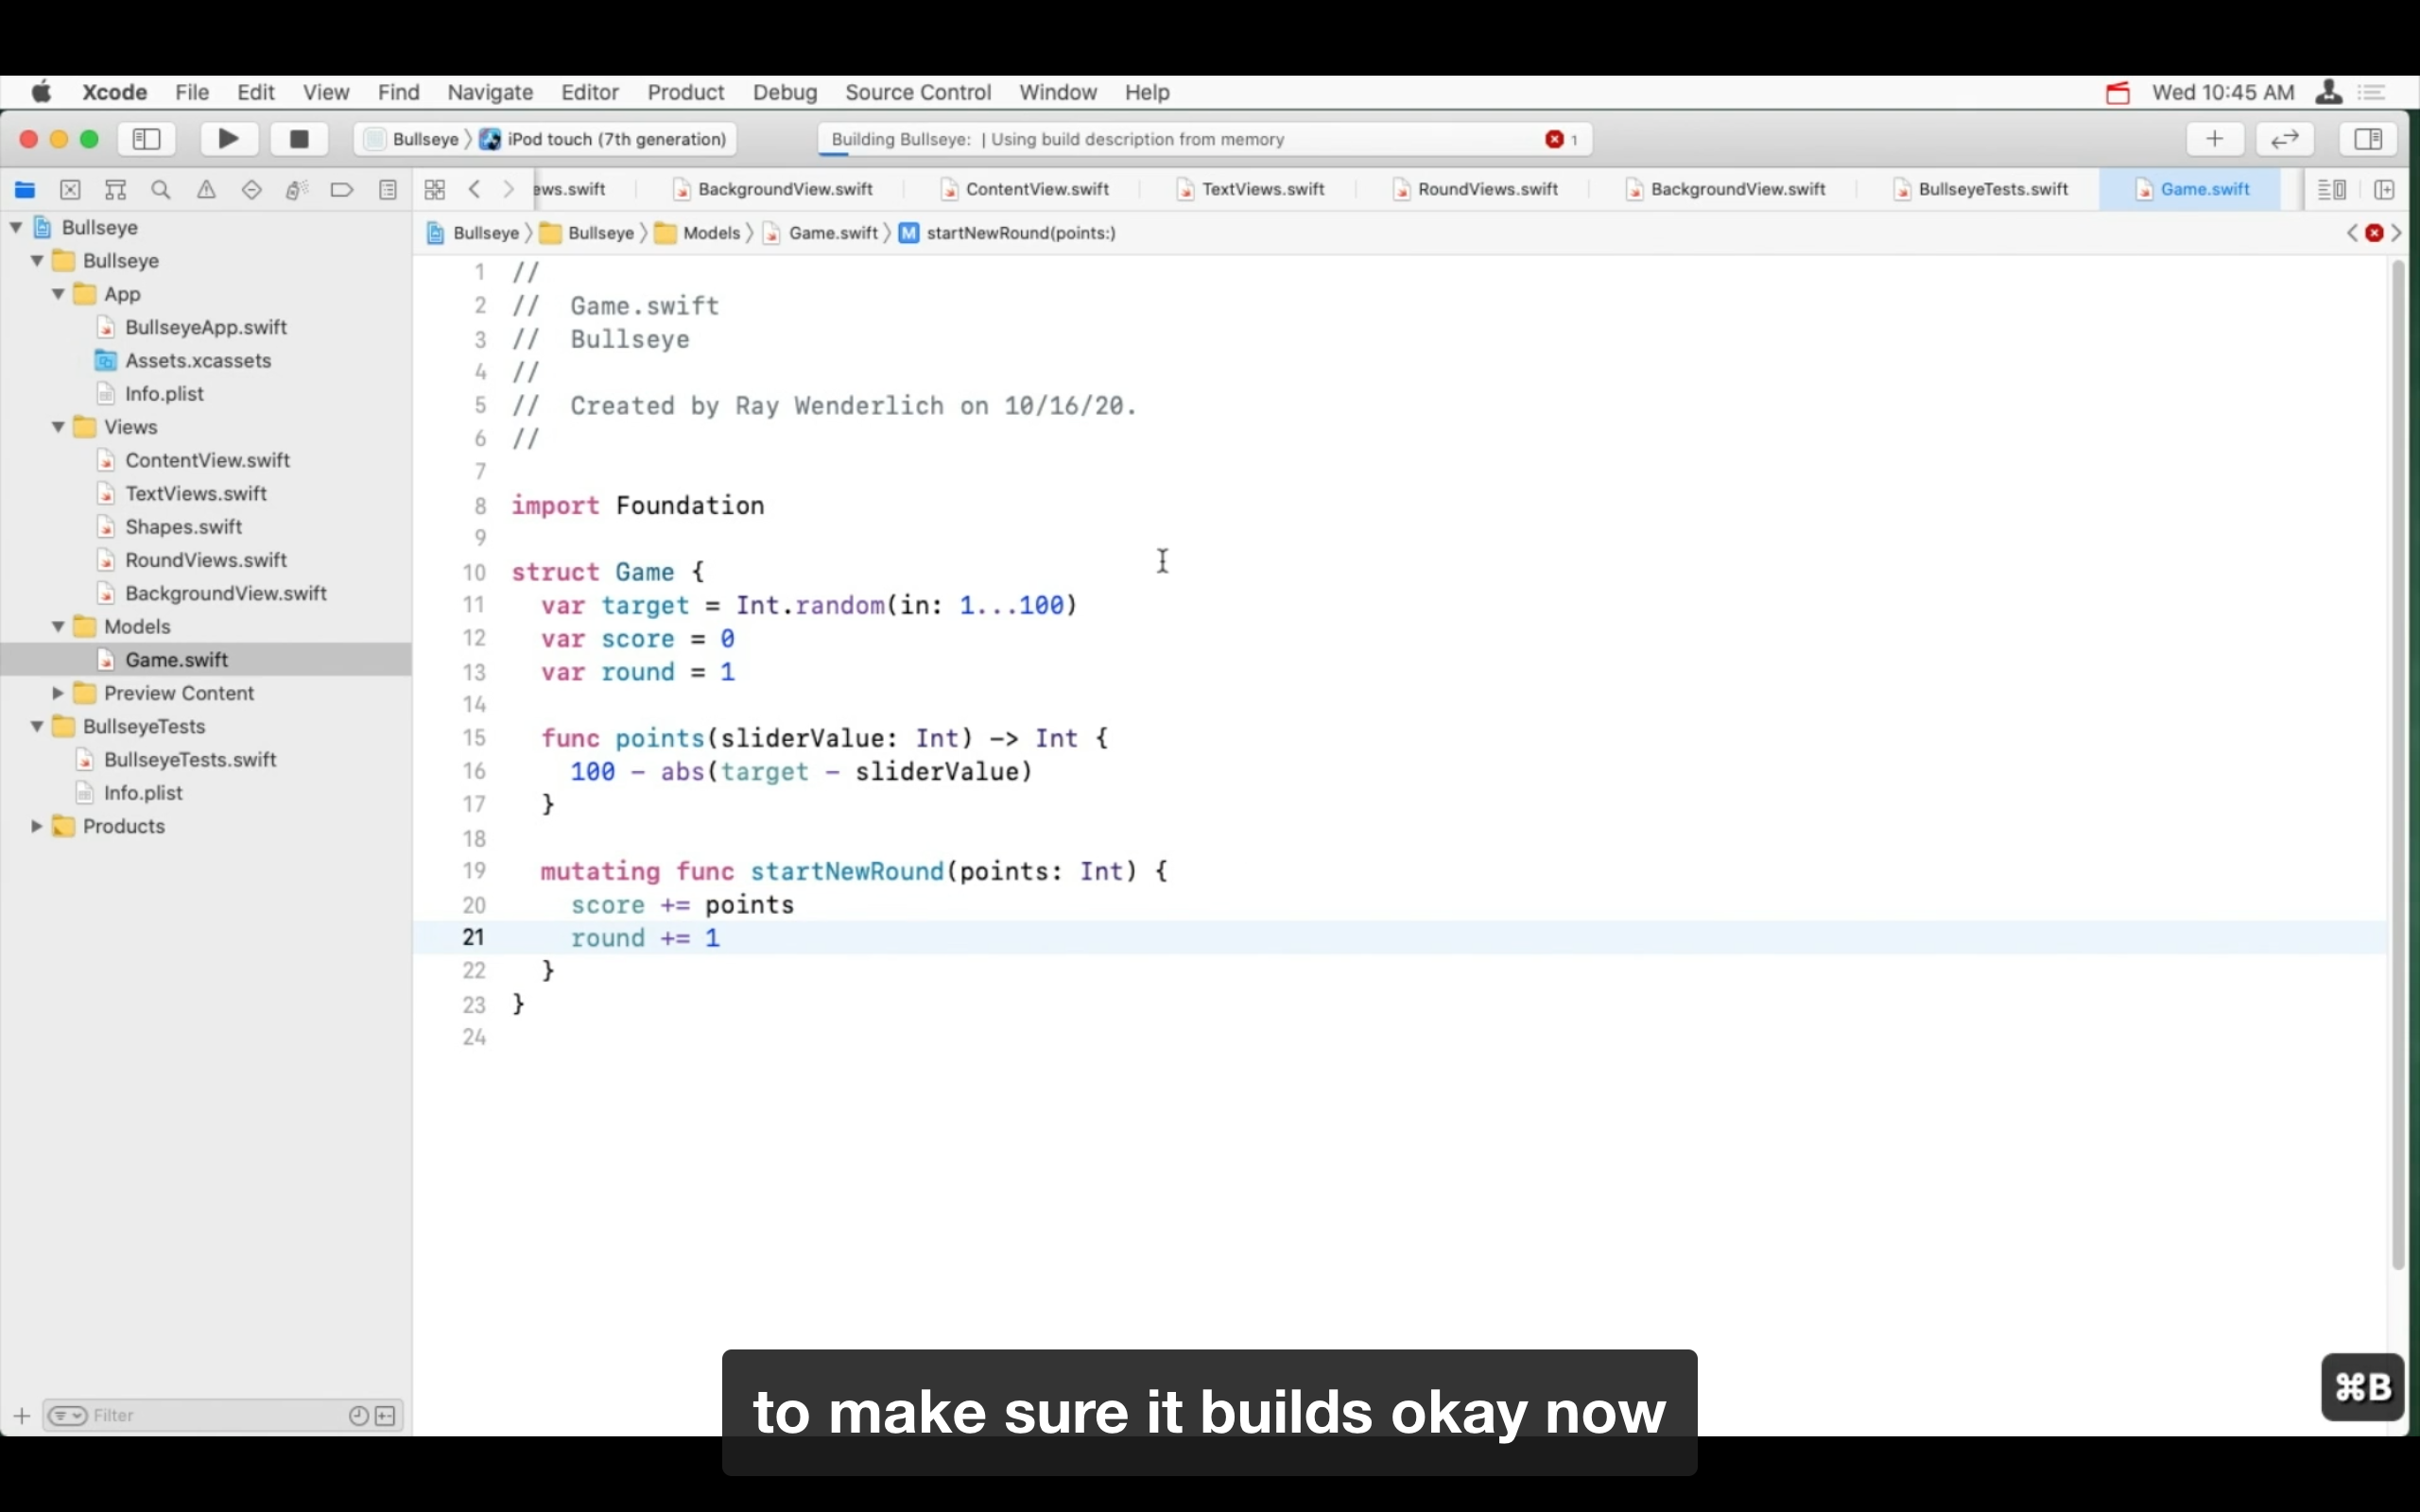 Xcode File Edit View Find Navigate Editor Product Debug Source Control Window Help Wed 10:45 AM
Bullseye 〉 iPod touch (7th generation) Building Bullseye: | Using build description from memory 1
ews.swift BackgroundView.swift ContentView.swift TextViews.swift RoundViews.swift BackgroundView.swift BullseyeTests.swift Game.swift
Bullseye 〉 Bullseye 〉 Models 〉 Game.swift 〉 M startNewRound(points:)
Bullseye
Bullseye
App
BullseyeApp.swift
Assets.xcassets
Info.plist
Views
ContentView.swift
TextViews.swift
Shapes.swift
RoundViews.swift
BackgroundView.swift
Models
Game.swift
Preview Content
BullseyeTests
BullseyeTests.swift
Info.plist
Products
Filter
1 //
2 //  Game.swift
3 //  Bullseye
4 //
5 //  Created by Ray Wenderlich on 10/16/20.
6 //
7
8 import Foundation
9
10 struct Game {
11   var target = Int.random(in: 1...100)
12   var score = 0
13   var round = 1
14
15   func points(sliderValue: Int) -> Int {
16     100 - abs(target - sliderValue)
17   }
18
19   mutating func startNewRound(points: Int) {
20     score += points
21     round += 1
22   }
23 }
24
to make sure it builds okay now
⌘B